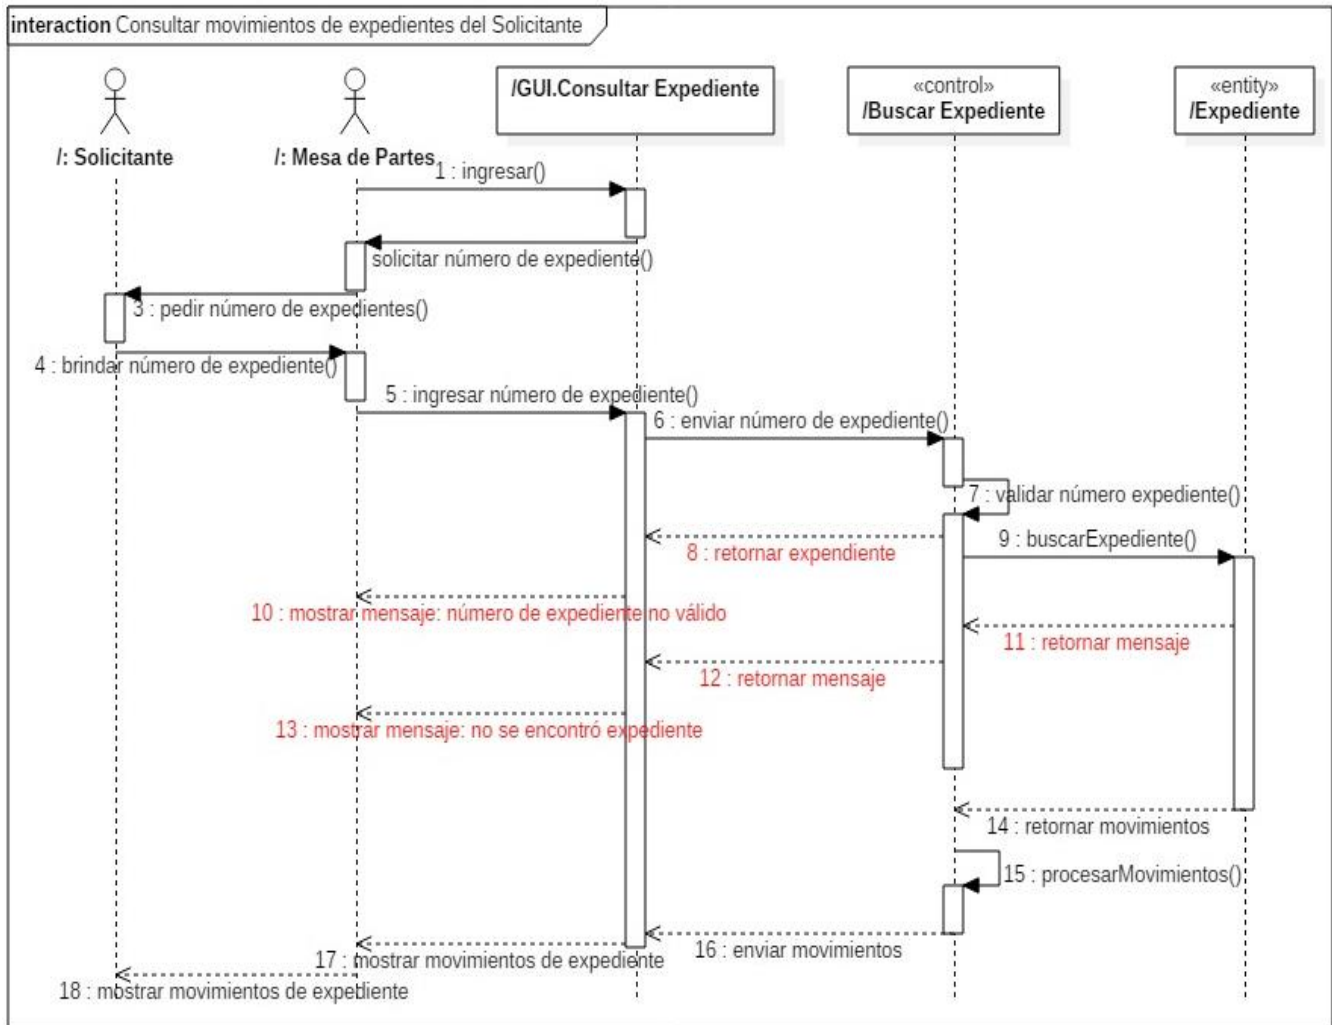 interaction Consultar movimientos de expedientes del Solicitante
/: Solicitante
/: Mesa de Partes
/GUI.Consultar Expediente
«control»
/Buscar Expediente
«entity»
/Expediente
1 : ingresar()
solicitar número de expediente()
3 : pedir número de expedientes()
4 : brindar número de expediente()
5 : ingresar número de expediente()
6 : enviar número de expediente()
7 : validar número expediente()
8 : retornar expendiente
9 : buscarExpediente()
10 : mostrar mensaje: número de expediente no válido
11 : retornar mensaje
12 : retornar mensaje
13 : mostrar mensaje: no se encontró expediente
14 : retornar movimientos
15 : procesarMovimientos()
16 : enviar movimientos
17 : mostrar movimientos de expediente
18 : mostrar movimientos de expediente